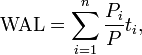 WAL = \sum_{i=1}^{n} \frac{P_i}{P} t_i,